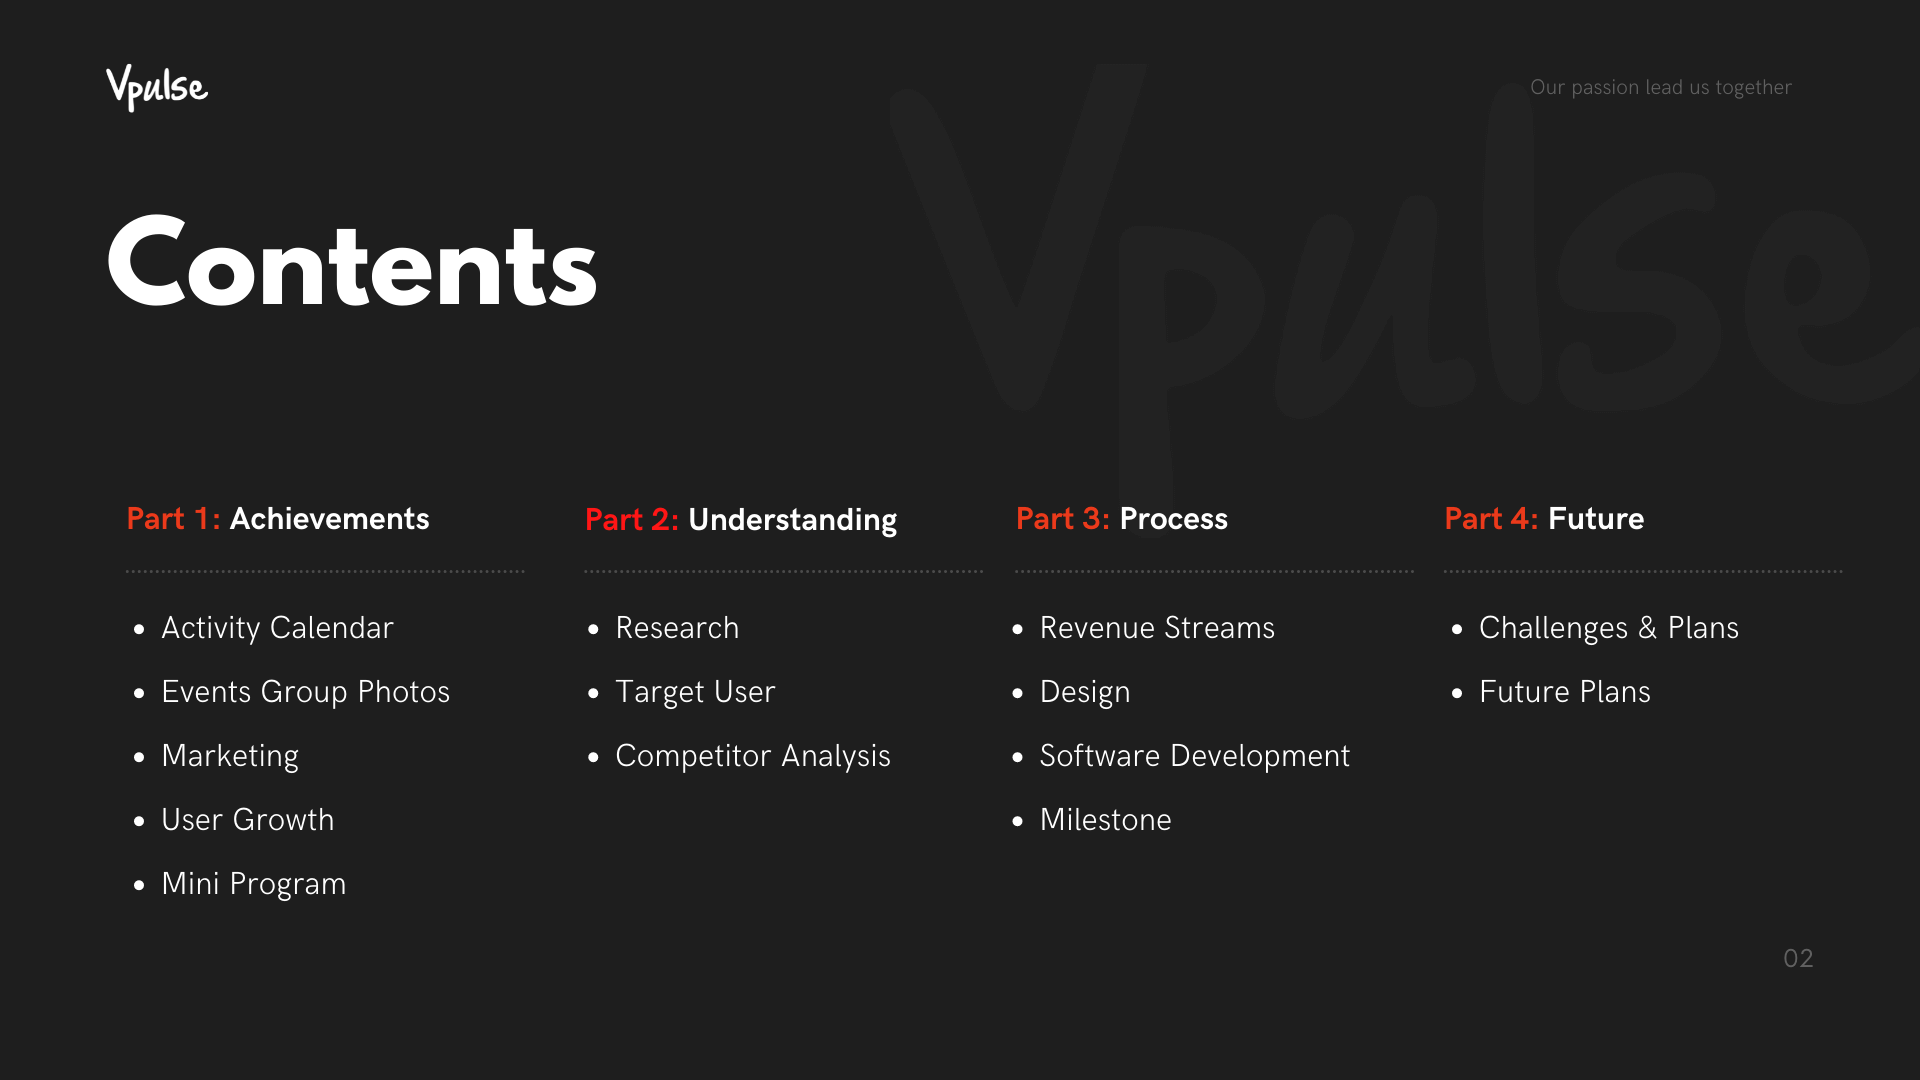 Vpulse
Our passion lead us together
Vpulse
Contents
Part 1: Achievements
Activity Calendar
Events Group Photos
Marketing
User Growth
Mini Program
Part 2: Understanding
Research
Target User
Competitor Analysis
Part 3: Process
Revenue Streams
Design
Software Development
Milestone
Part 4: Future
Challenges & Plans
Future Plans
02